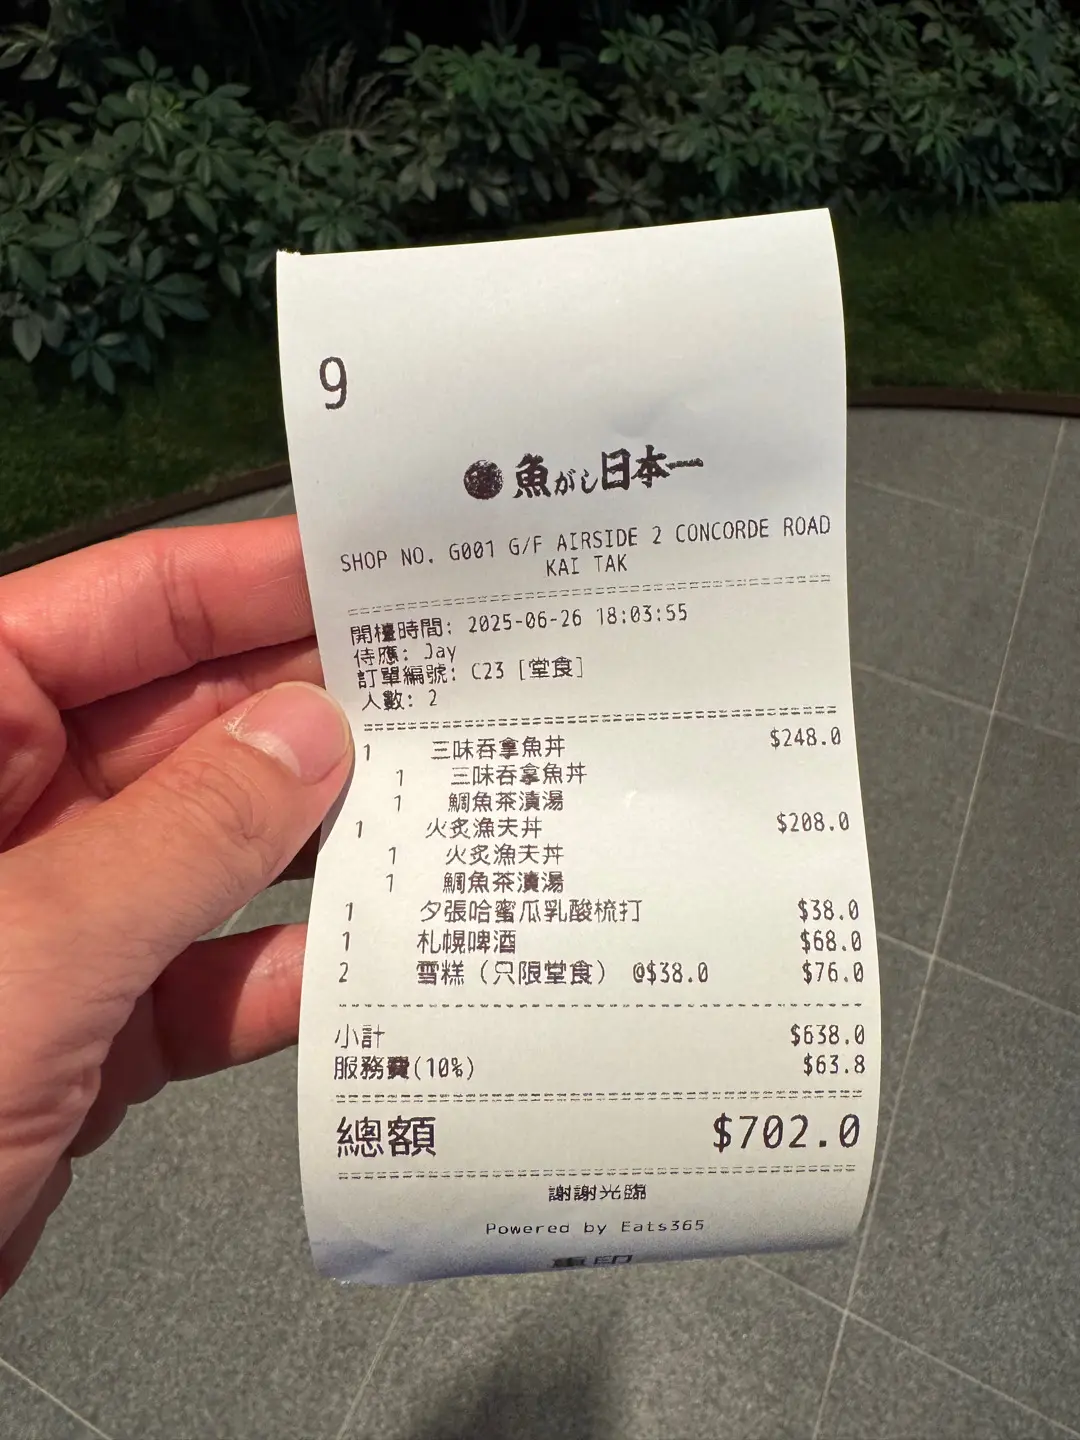 9
魚がし日本一
SHOP NO. G001 G/F AIRSIDE 2 CONCORDE ROAD
KAI TAK
開檯時間: 2025-06-26 18:03:55
侍應: Jay
訂單編號: C23 [堂食]
人數: 2
1 三味吞拿魚丼 $248.0
1 三味吞拿魚丼
1 鯛魚茶漬湯
1 火炙漁夫丼 $208.0
1 火炙漁夫丼
1 鯛魚茶漬湯
1 夕張哈蜜瓜乳酸梳打 $38.0
1 札幌啤酒 $68.0
2 雪糕（只限堂食） @$38.0 $76.0
小計 $638.0
服務費(10%) $63.8
總額 $702.0
謝謝光臨
Powered by Eats365
重印